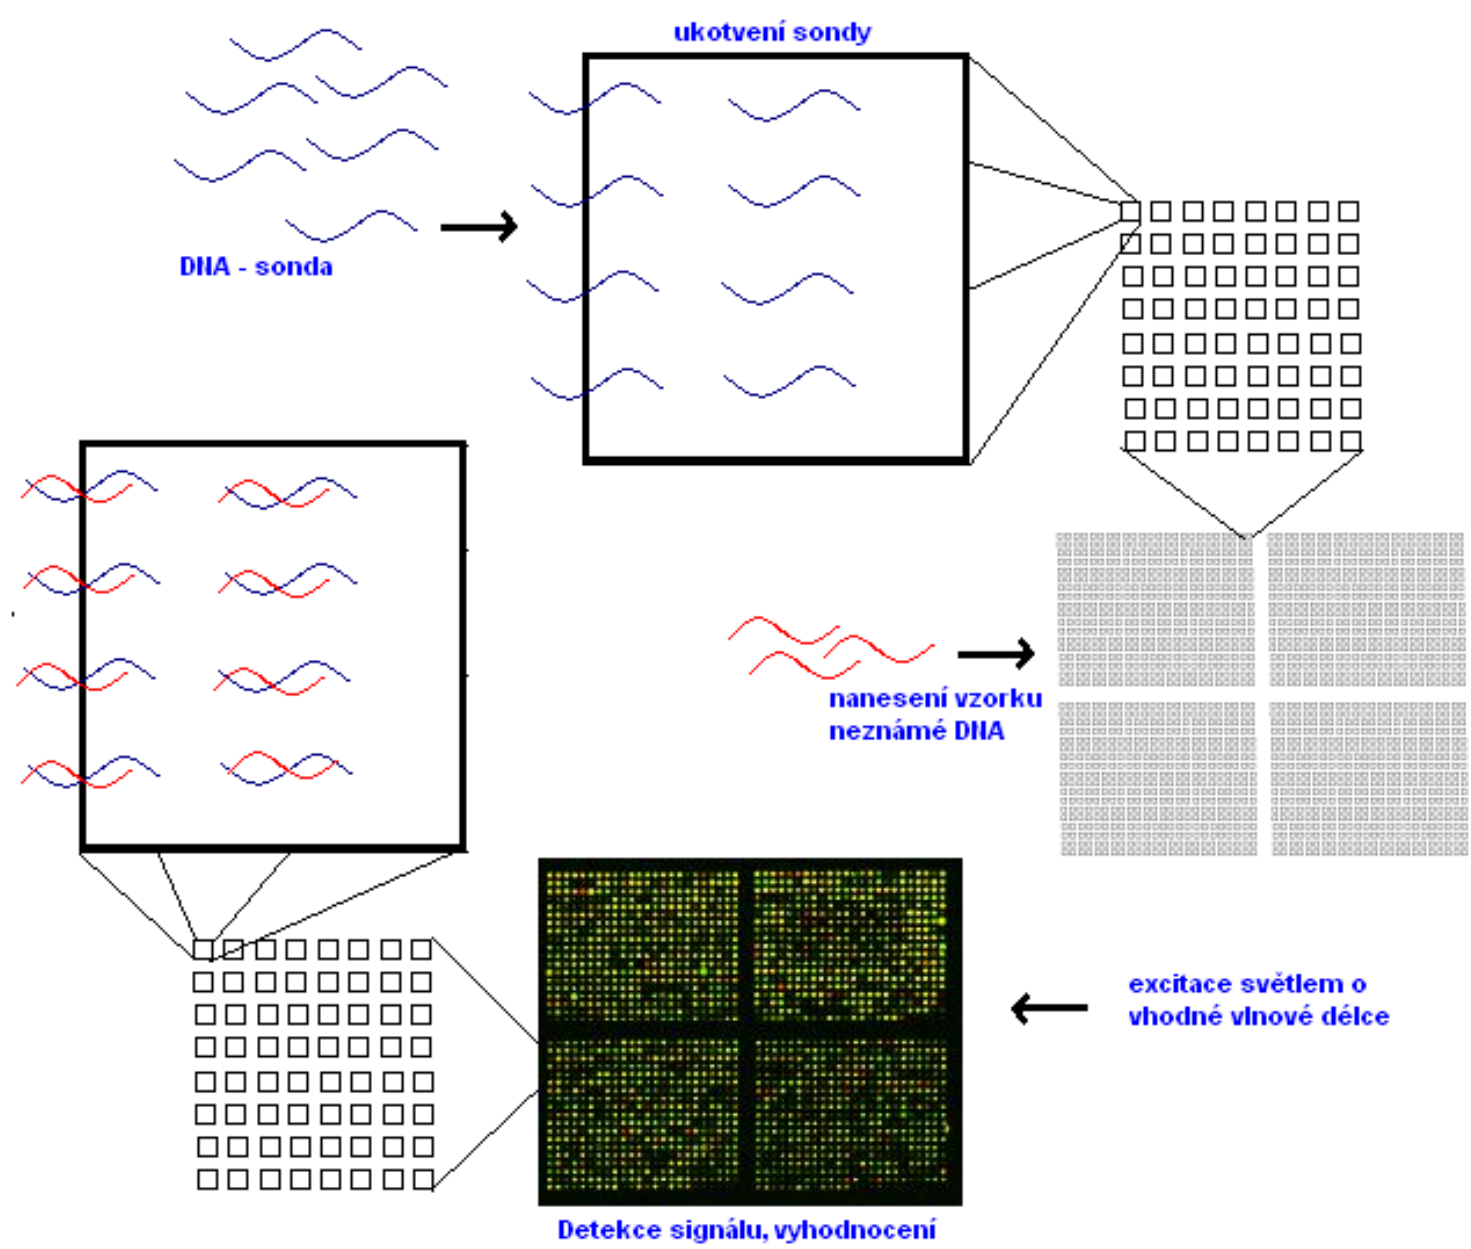 ukotvení sondy
DNA - sonda
nanesení vzorku
neznámé DNA
excitace světlem o
vhodné vlnové délce
Detekce signálu, vyhodnocení